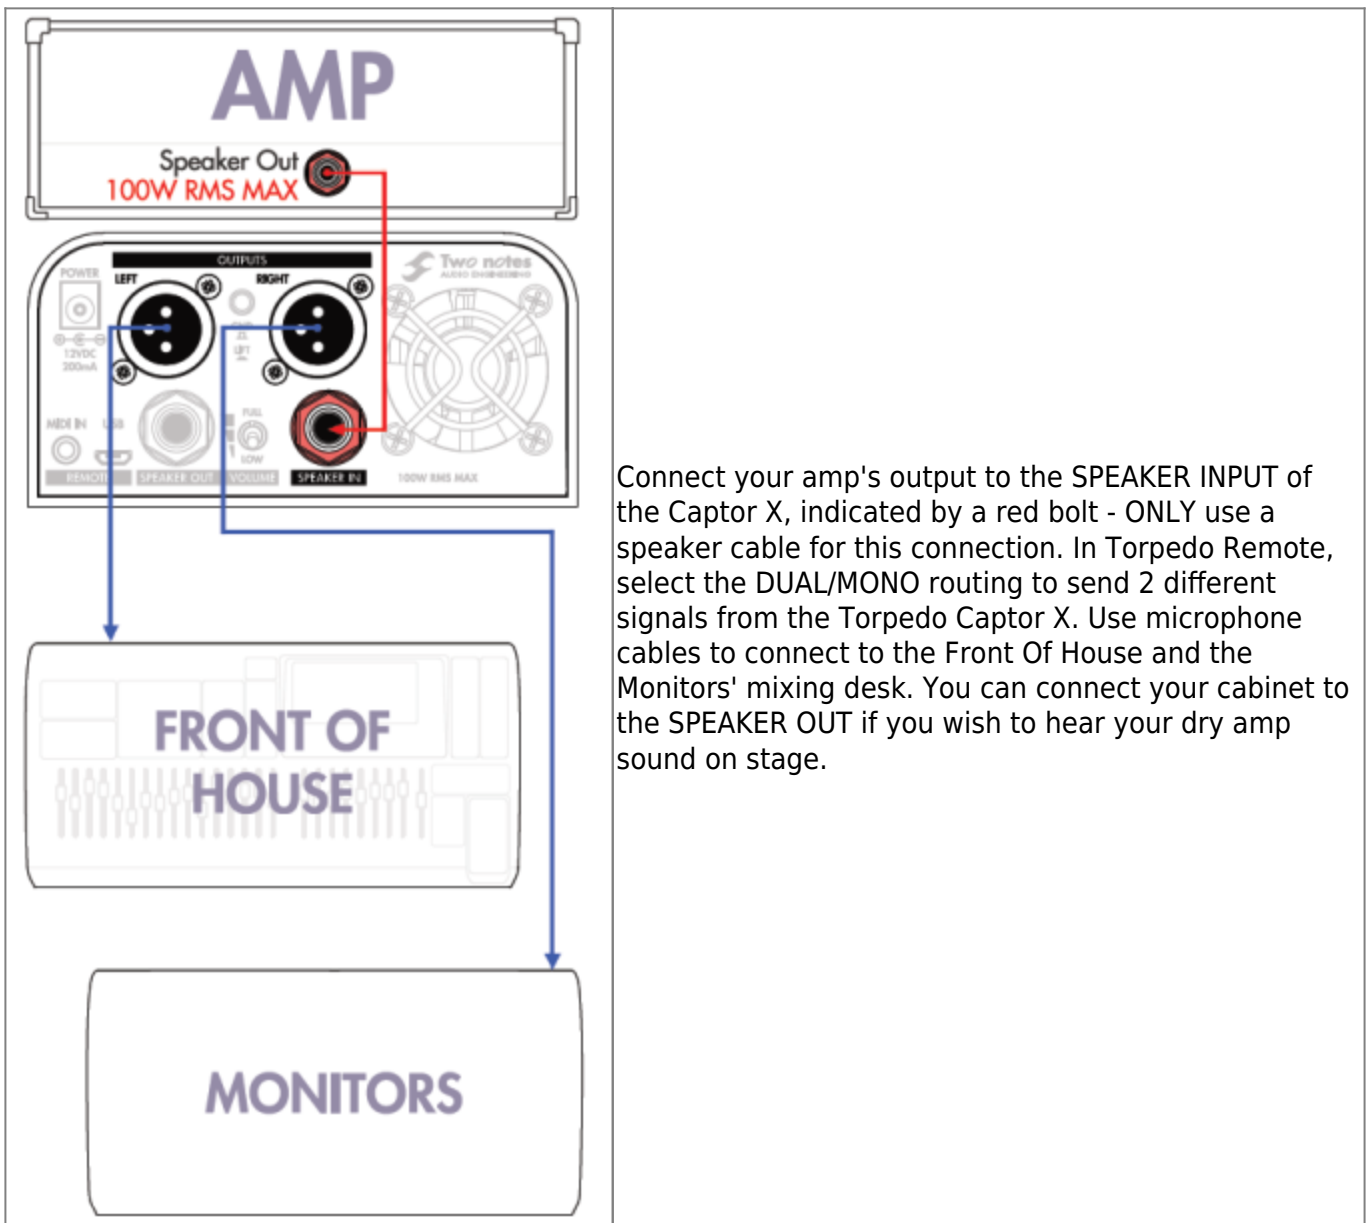 AMP
Speaker Out
100W RMS MAX
OUTPUTS
Two notes
AUDIO ENGINEERING
POWER
LEFT
RIGHT
GND
LIFT
12VDC
200mA
MIDI IN
USB
FULL
LOW
REMOTE
SPEAKER OUT
VOLUME
SPEAKER IN
100W RMS MAX
FRONT OF
HOUSE
MONITORS
Connect your amp's output to the SPEAKER INPUT of
the Captor X, indicated by a red bolt - ONLY use a
speaker cable for this connection. In Torpedo Remote,
select the DUAL/MONO routing to send 2 different
signals from the Torpedo Captor X. Use microphone
cables to connect to the Front Of House and the
Monitors' mixing desk. You can connect your cabinet to
the SPEAKER OUT if you wish to hear your dry amp
sound on stage.